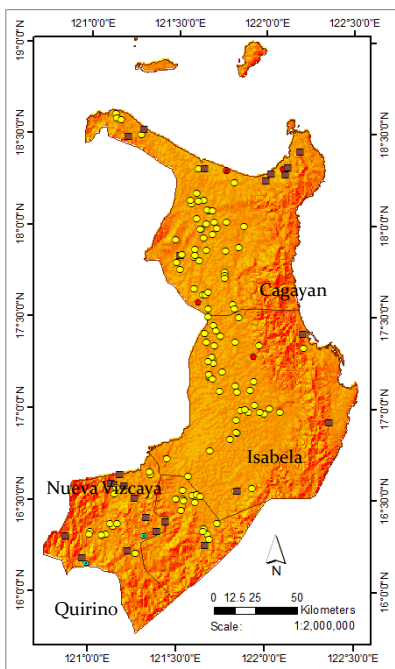 121°0'0"E 121°30'0"E 122°0'0"E 122°30'0"E
19°0'0"N 19°0'0"N
18°30'0"N 18°30'0"N
18°0'0"N 18°0'0"N
Cagayan
17°30'0"N 17°30'0"N
17°0'0"N 17°0'0"N
Isabela
Nueva Vizcaya
16°30'0"N 16°30'0"N
N
Quirino
16°0'0"N 16°0'0"N
0 12.5 25 50
Kilometers
Scale: 1:2,000,000
121°0'0"E 121°30'0"E 122°0'0"E 122°30'0"E